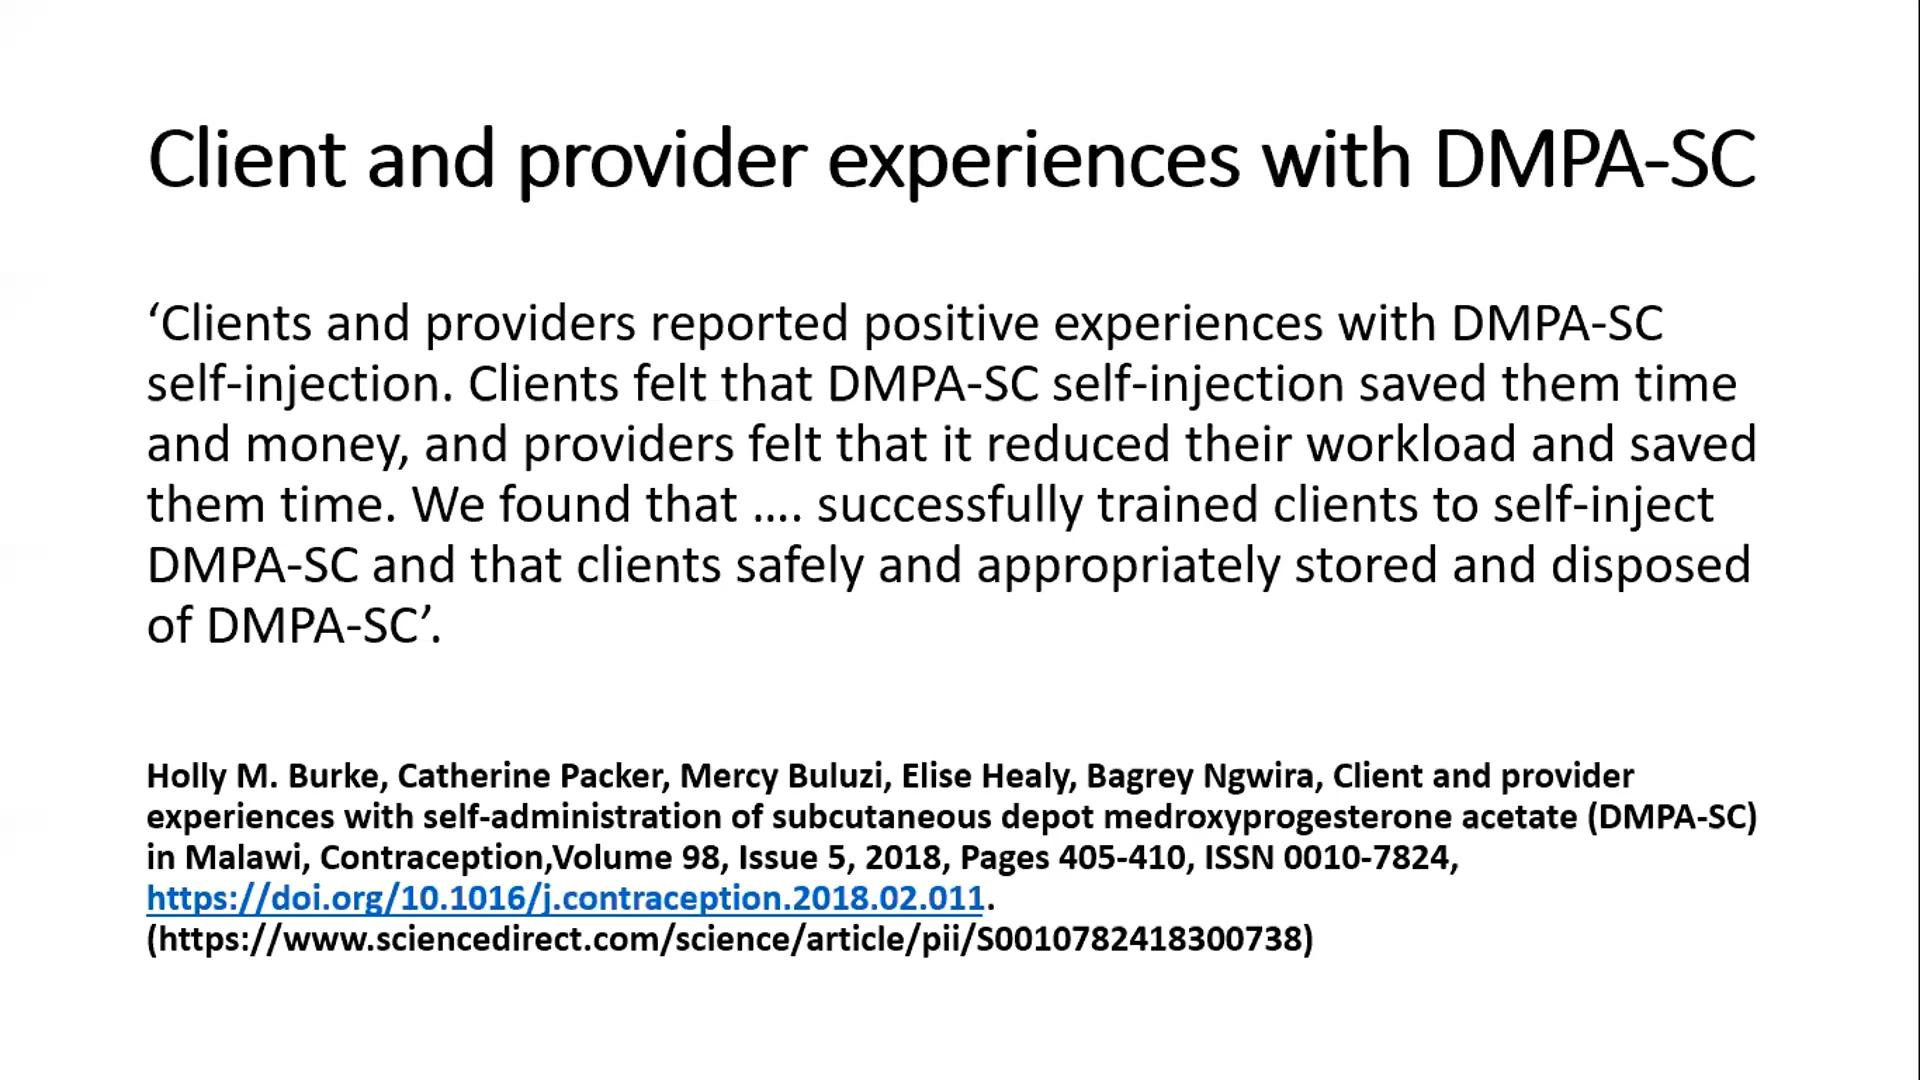 Client and provider experiences with DMPA-SC
‘Clients and providers reported positive experiences with DMPA-SC
self-injection. Clients felt that DMPA-SC self-injection saved them time
and money, and providers felt that it reduced their workload and saved
them time. We found that …. successfully trained clients to self-inject
DMPA-SC and that clients safely and appropriately stored and disposed
of DMPA-SC’.
Holly M. Burke, Catherine Packer, Mercy Buluzi, Elise Healy, Bagrey Ngwira, Client and provider
experiences with self-administration of subcutaneous depot medroxyprogesterone acetate (DMPA-SC)
in Malawi, Contraception,Volume 98, Issue 5, 2018, Pages 405-410, ISSN 0010-7824,
https://doi.org/10.1016/j.contraception.2018.02.011.
(https://www.sciencedirect.com/science/article/pii/S0010782418300738)